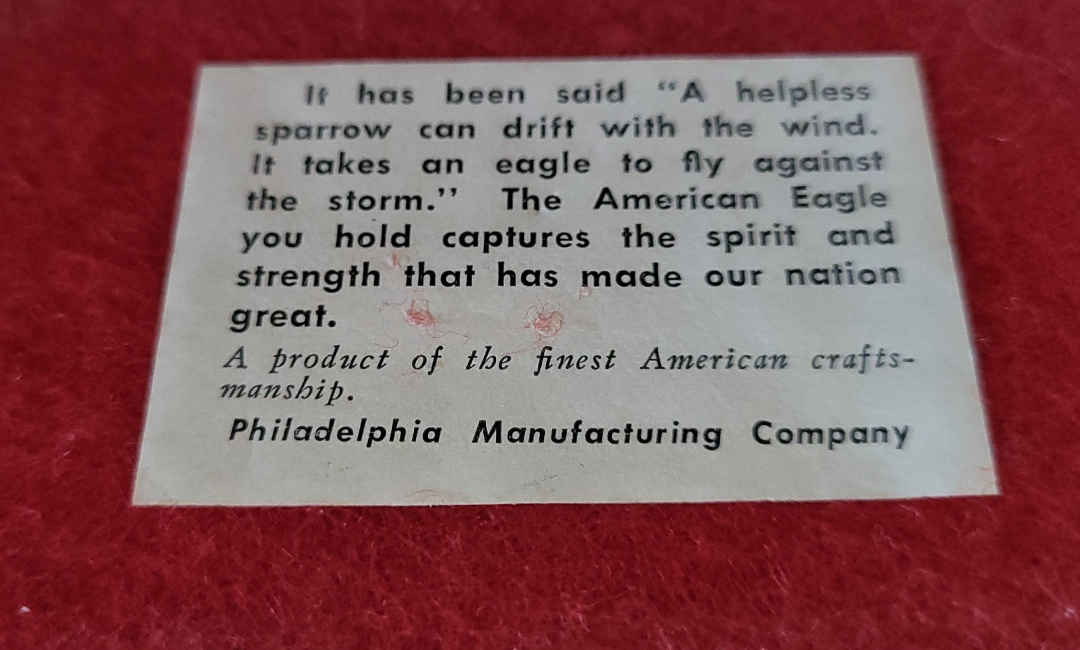 It has been said “A helpless
sparrow can drift with the wind.
It takes an eagle to fly against
the storm.” The American Eagle
you hold captures the spirit and
strength that has made our nation
great.
A product of the finest American crafts-
manship.
Philadelphia Manufacturing Company